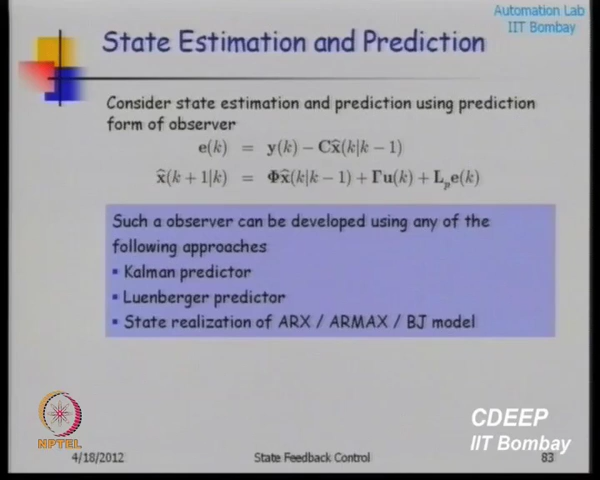 Automation Lab
IIT Bombay
State Estimation and Prediction
Consider state estimation and prediction using prediction
form of observer
e(k) = y(k) − Cx̂(k|k − 1)
x̂(k + 1|k) = Φx̂(k|k − 1) + Γu(k) + Lₚe(k)
Such a observer can be developed using any of the
following approaches
▪ Kalman predictor
▪ Luenberger predictor
▪ State realization of ARX / ARMAX / BJ model
NPTEL
CDEEP
IIT Bombay
4/18/2012
State Feedback Control
83